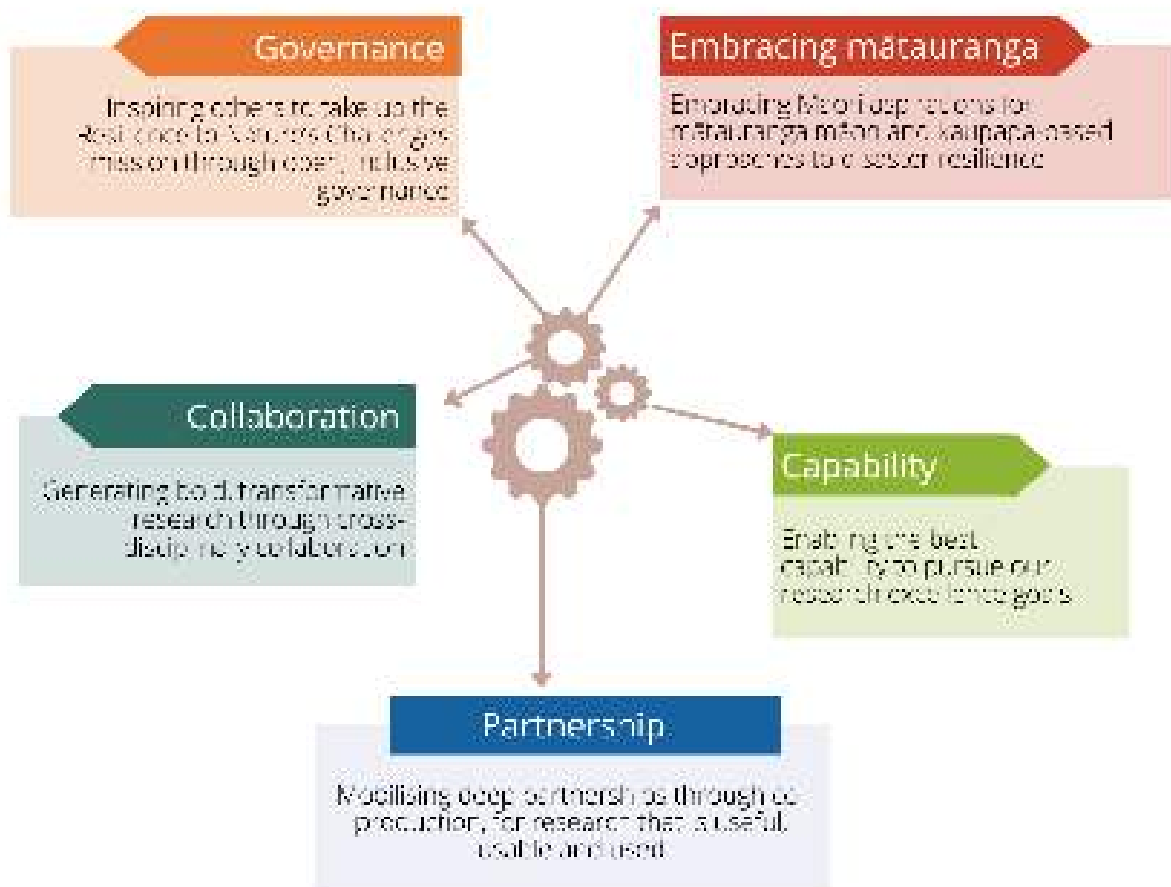 Governance
Inspiring others to take up the
Resilience to Nature's Challenges
mission through open, inclusive
governance
Embracing mātauranga
Embracing Māori aspirations for
mātauranga māori and kaupapa-based
approaches to disaster resilience
Collaboration
Generating bold, transformative
research through cross-
disciplinary collaboration
Capability
Enabling the best
capability to pursue our
research excellence goals
Partnership
Mobilising deep partnerships through co-
production, for research that is useful,
usable and used